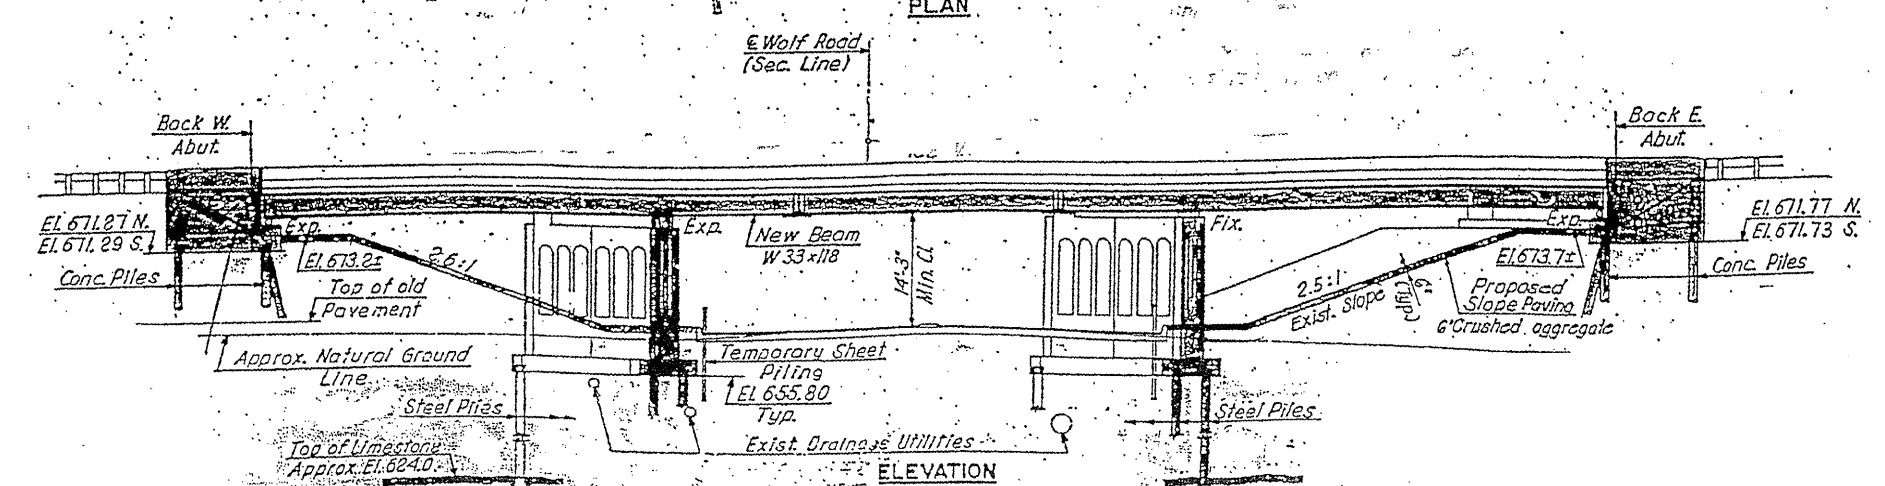 PLAN
℄ Wolf Road
(Sec. Line)
Back W.
Abut.
Back E.
Abut.
El. 671.27 N.
El. 671.29 S.
Exp.
Exp.
Fix.
Exp.
El. 671.77 N.
El. 671.73 S.
New Beam
W 33x118
14'-3"
Min. Cl.
El. 673.2±
2.6:1
El. 673.7±
Conc. Piles
Conc. Piles
Top of old
Pavement
2.5:1
Exist. Slope
6"
(Typ.)
Proposed
Slope Paving
6" Crushed aggregate
Approx. Natural Ground
Line
Temporary Sheet
Piling
El. 655.80
Typ.
Steel Piles
Steel Piles
Exist. Drainage Utilities
Top of Limestone
Approx. El. 624.0
ELEVATION